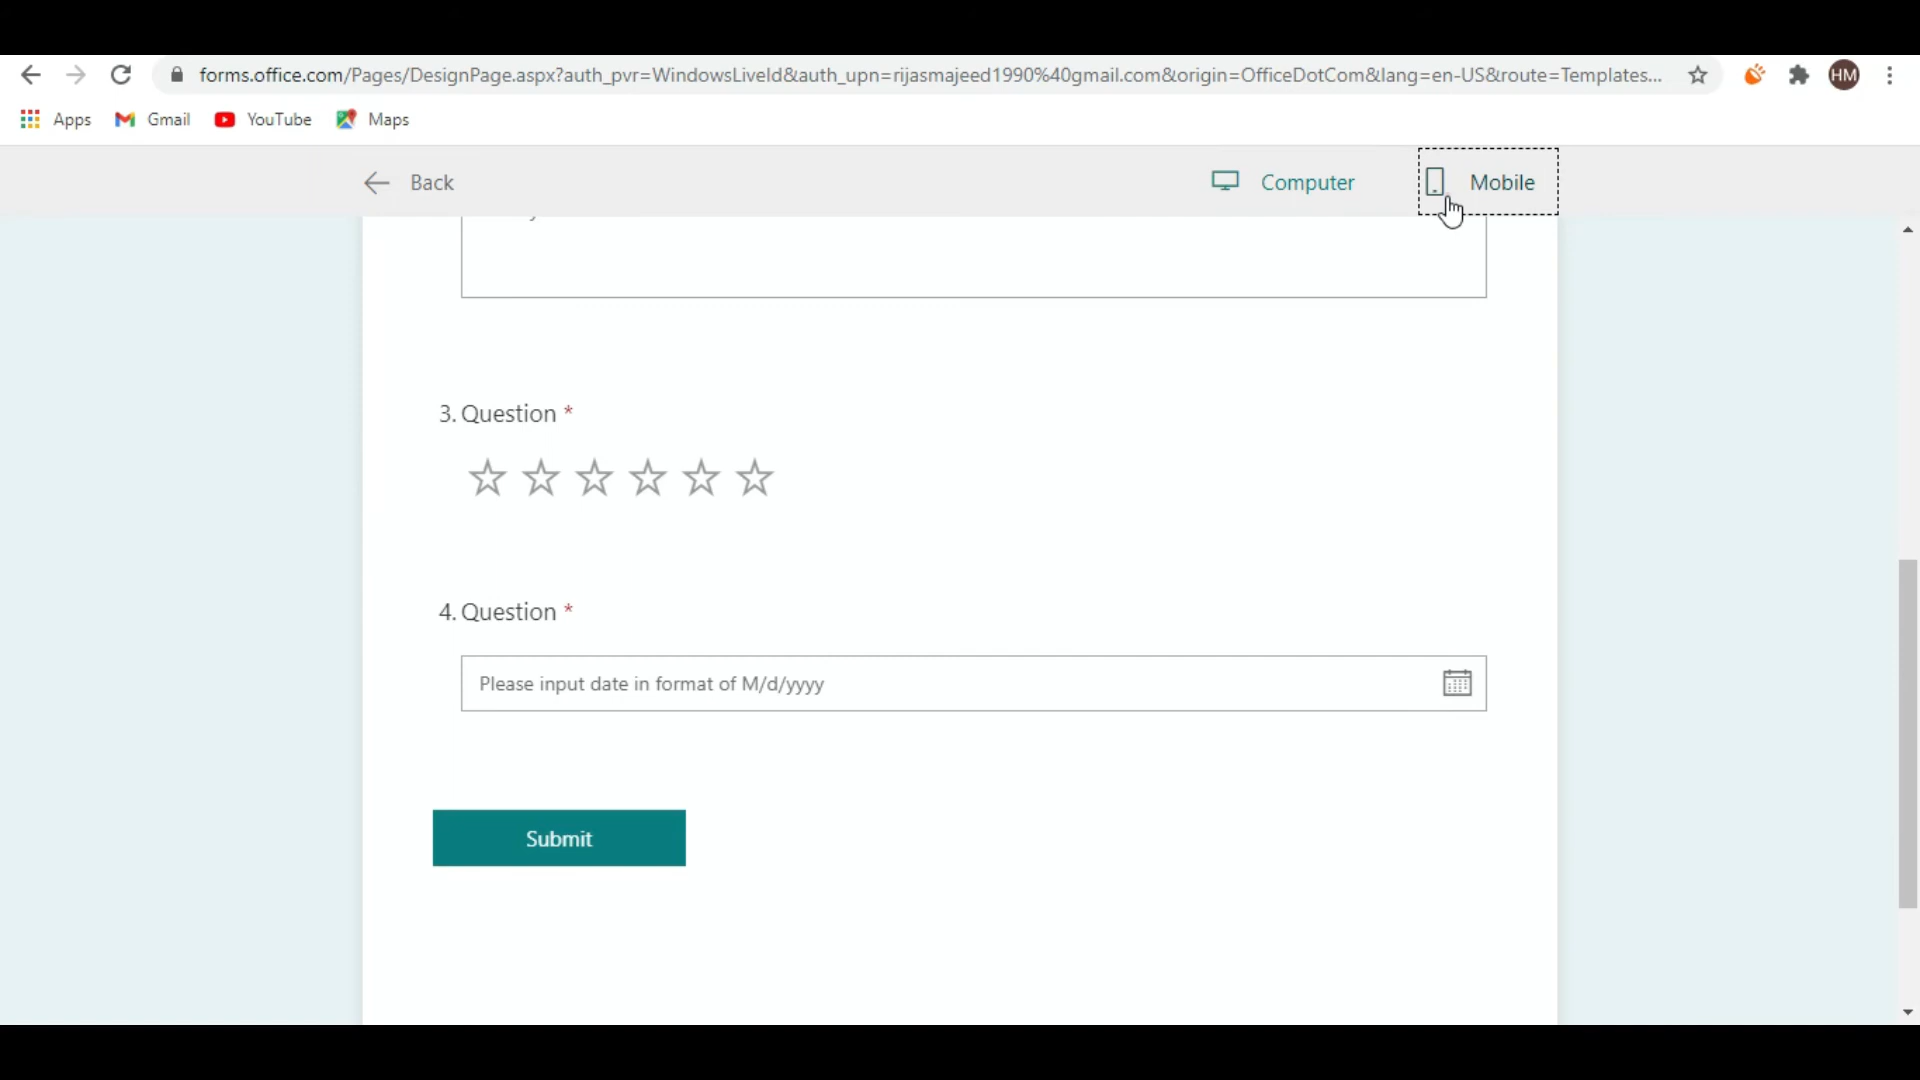 forms.office.com/Pages/DesignPage.aspx?auth_pvr=WindowsLiveId&auth_upn=rijasmajeed1990%40gmail.com&origin=OfficeDotCom&lang=en-US&route=Templates...
HM
Apps
Gmail
YouTube
Maps
Back
Computer
Mobile
3. Question *
4. Question *
Please input date in format of M/d/yyyy
Submit